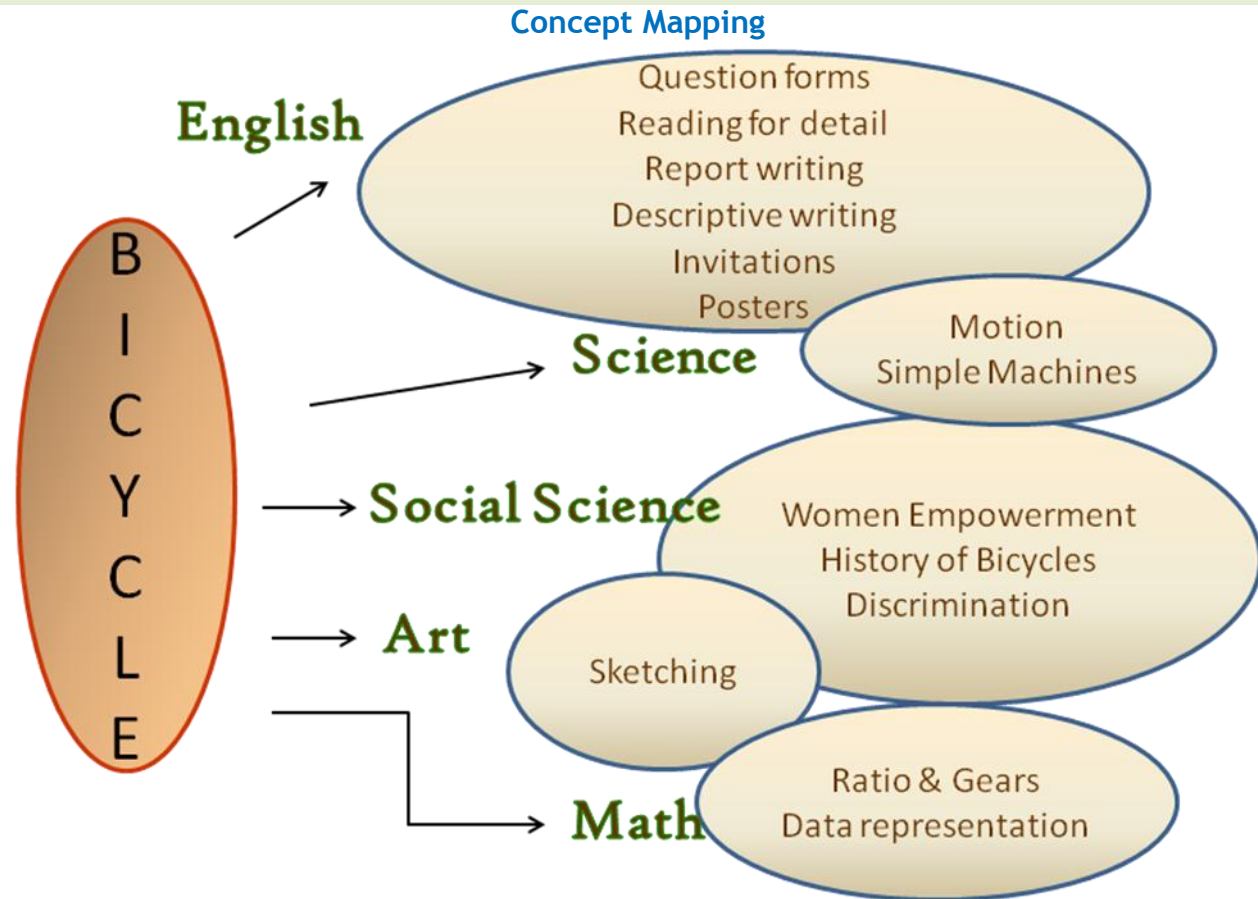 Concept Mapping
English
Question forms
Reading for detail
Report writing
Descriptive writing
Invitations
Posters
B
I
C
Y
C
L
E
Science
Motion
Simple Machines
Social Science
Women Empowerment
History of Bicycles
Discrimination
Art
Sketching
Math
Ratio & Gears
Data representation